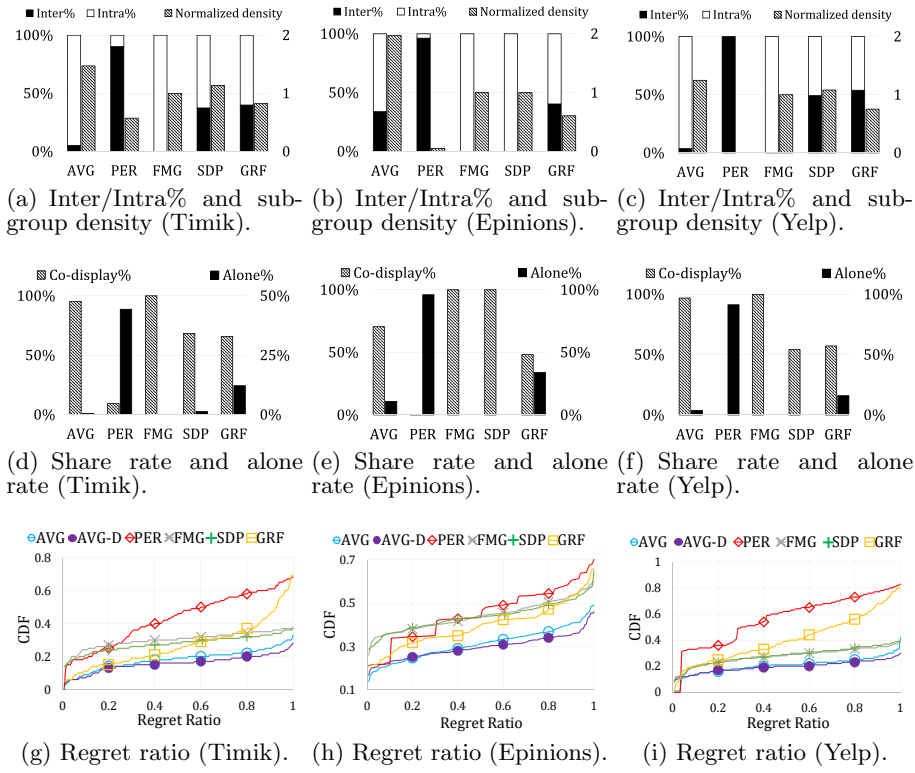 Inter% Intra% Normalized density
Inter% Intra% Normalized density
Inter% Intra% Normalized density
100% 2
50% 1
0% 0
AVG PER FMG SDP GRF
100% 2
50% 1
0% 0
AVG PER FMG SDP GRF
100% 2
50% 1
0% 0
AVG PER FMG SDP GRF
(a) Inter/Intra% and sub-
group density (Timik).
(b) Inter/Intra% and sub-
group density (Epinions).
(c) Inter/Intra% and sub-
group density (Yelp).
Co-display% Alone%
100% 50%
50% 25%
0% 0%
AVG PER FMG SDP GRF
Co-display% Alone%
100% 100%
50% 50%
0% 0%
AVG PER FMG SDP GRF
Co-display% Alone%
100% 100%
50% 50%
0% 0%
AVG PER FMG SDP GRF
(d) Share rate and alone
rate (Timik).
(e) Share rate and alone
rate (Epinions).
(f) Share rate and alone
rate (Yelp).
AVG AVG-D PER FMG SDP GRF
0.8
0.6
0.4
0.2
0
CDF
0 0.2 0.4 0.6 0.8 1
Regret Ratio
AVG AVG-D PER FMG SDP GRF
0.7
0.5
0.3
0.1
CDF
0 0.2 0.4 0.6 0.8 1
Regret Ratio
AVG AVG-D PER FMG SDP GRF
1
0.8
0.6
0.4
0.2
0
CDF
0 0.2 0.4 0.6 0.8 1
Regret Ratio
(g) Regret ratio (Timik).
(h) Regret ratio (Epinions).
(i) Regret ratio (Yelp).